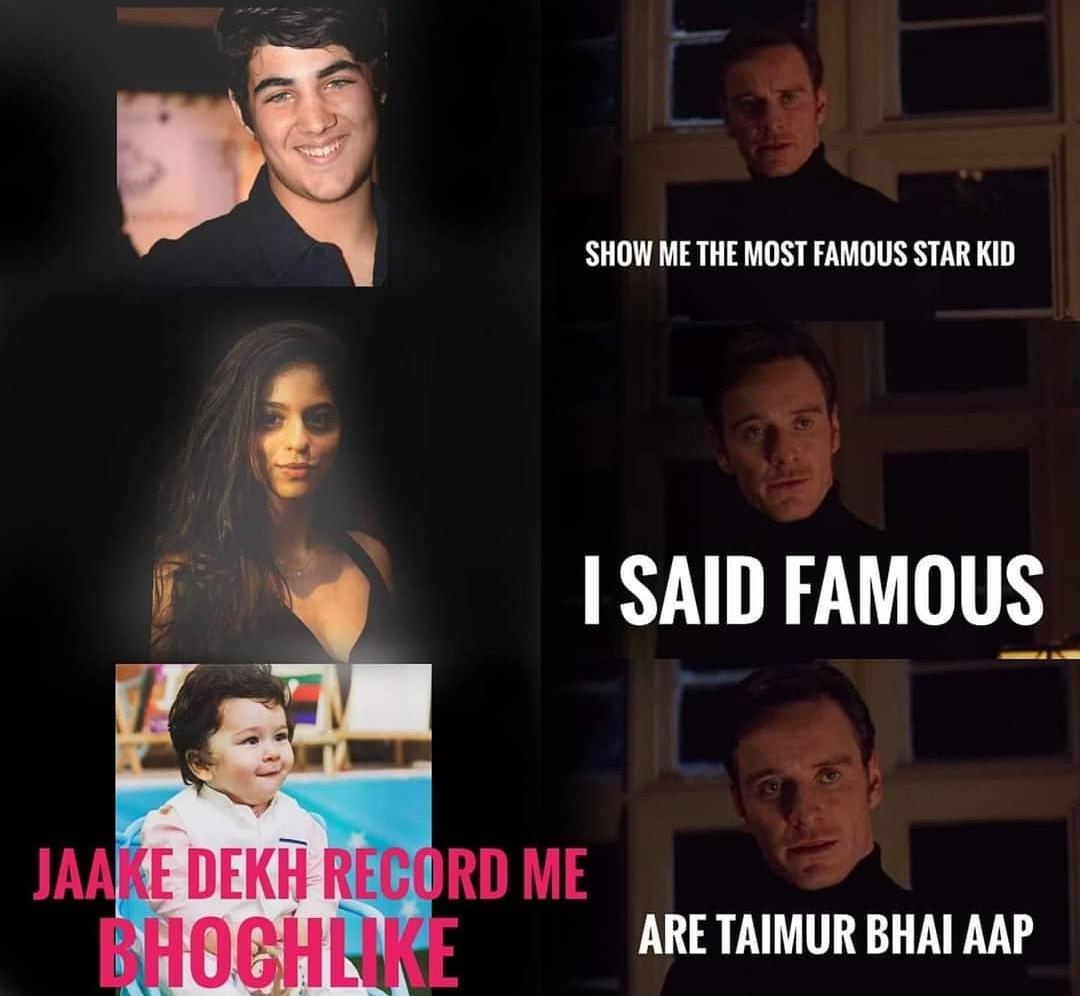 SHOW ME THE MOST FAMOUS STAR KID
I SAID FAMOUS
JAAKE DEKH RECORD ME
BHOCHLIKE
ARE TAIMUR BHAI AAP